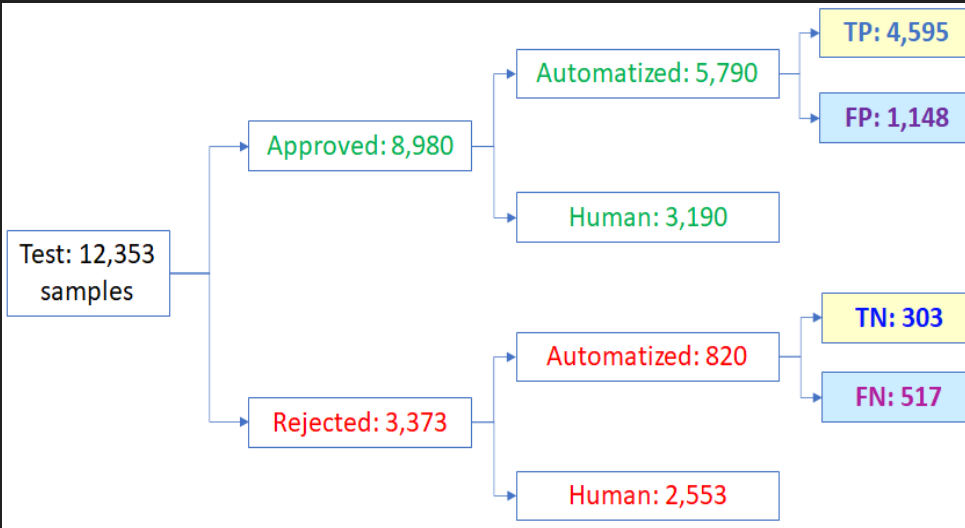 Test: 12,353
samples
Approved: 8,980
Automatized: 5,790
TP: 4,595
FP: 1,148
Human: 3,190
Rejected: 3,373
Automatized: 820
TN: 303
FN: 517
Human: 2,553